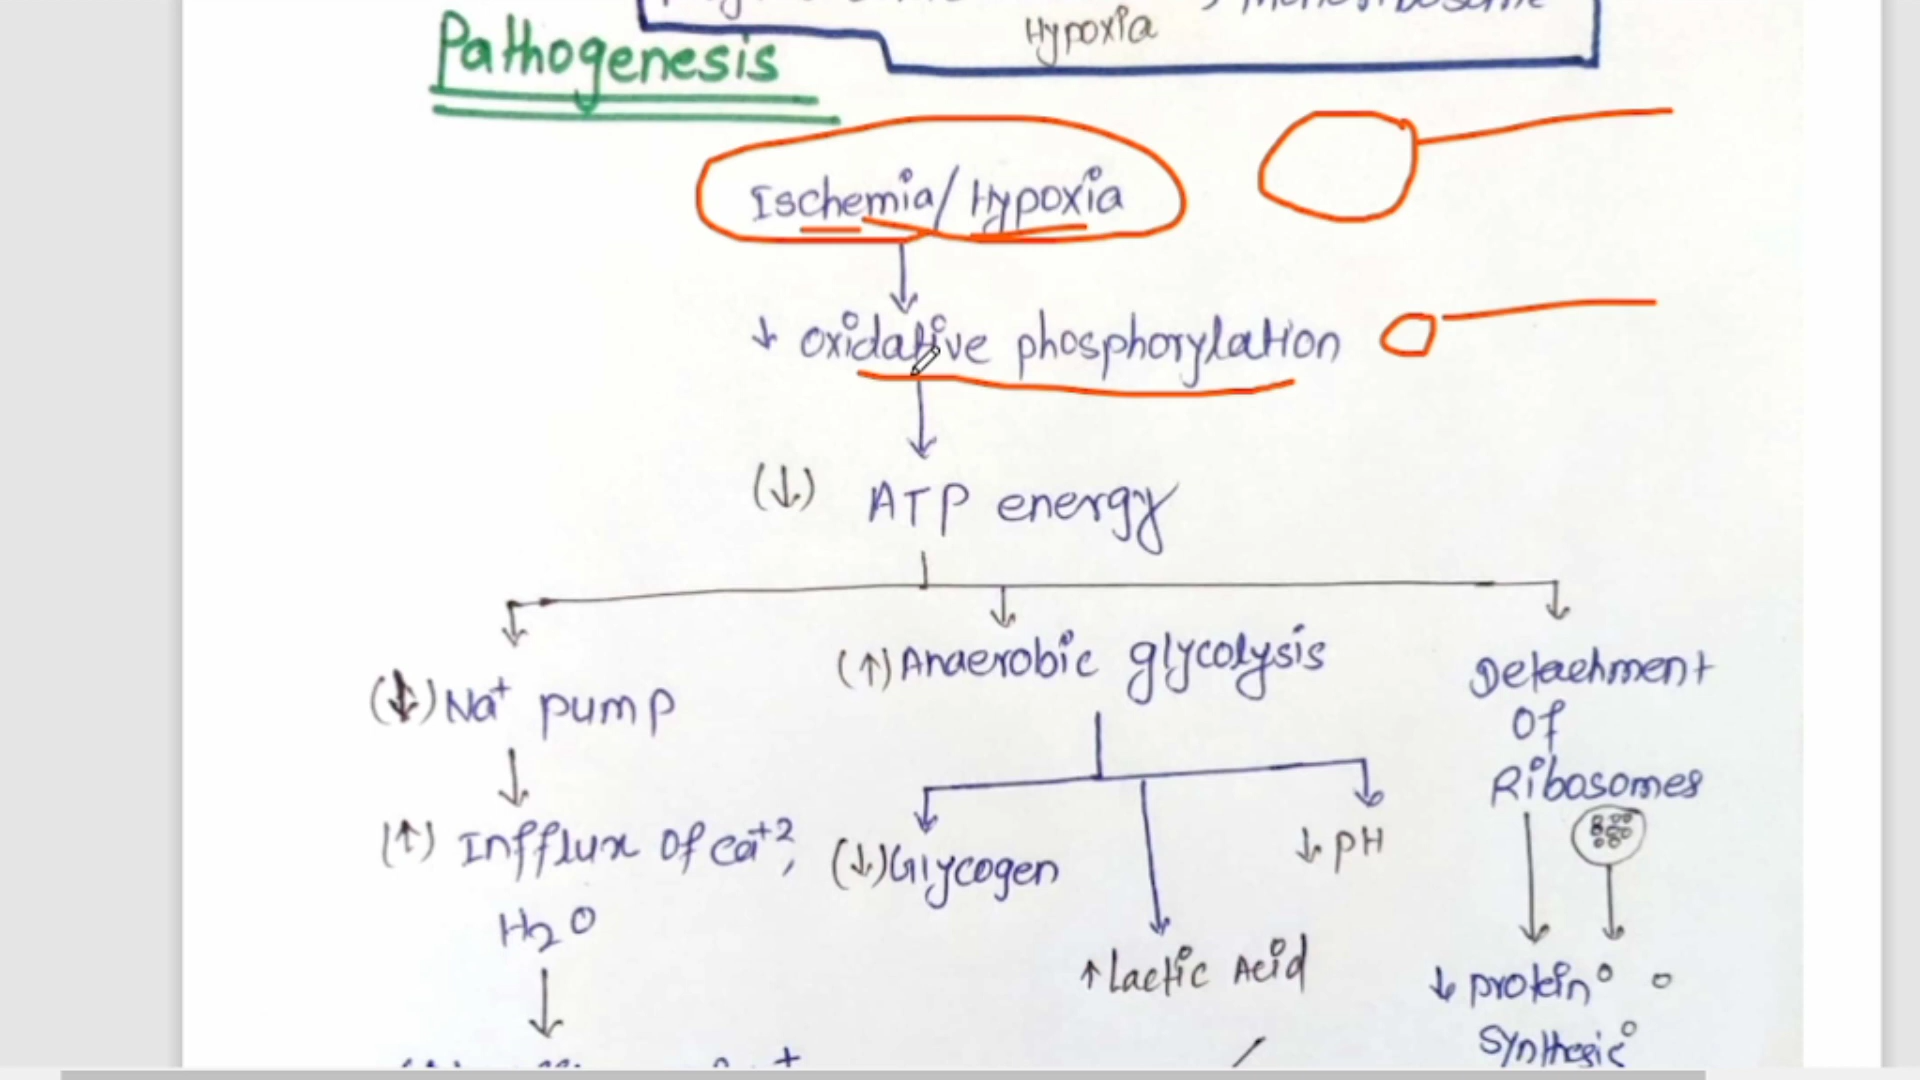 Hypoxia
Pathogenesis
Ischemia/Hypoxia
↓ oxidative phosphorylation
(↓) ATP energy
(↓) Na+ pump
(↑) Anaerobic glycolysis
Detachment
Of
Ribosomes
(↑) Infflux Of Ca+2,
H2O
(↓) Glycogen
↓ pH
↑ Lactic Acid
↓ protein
Synthesis